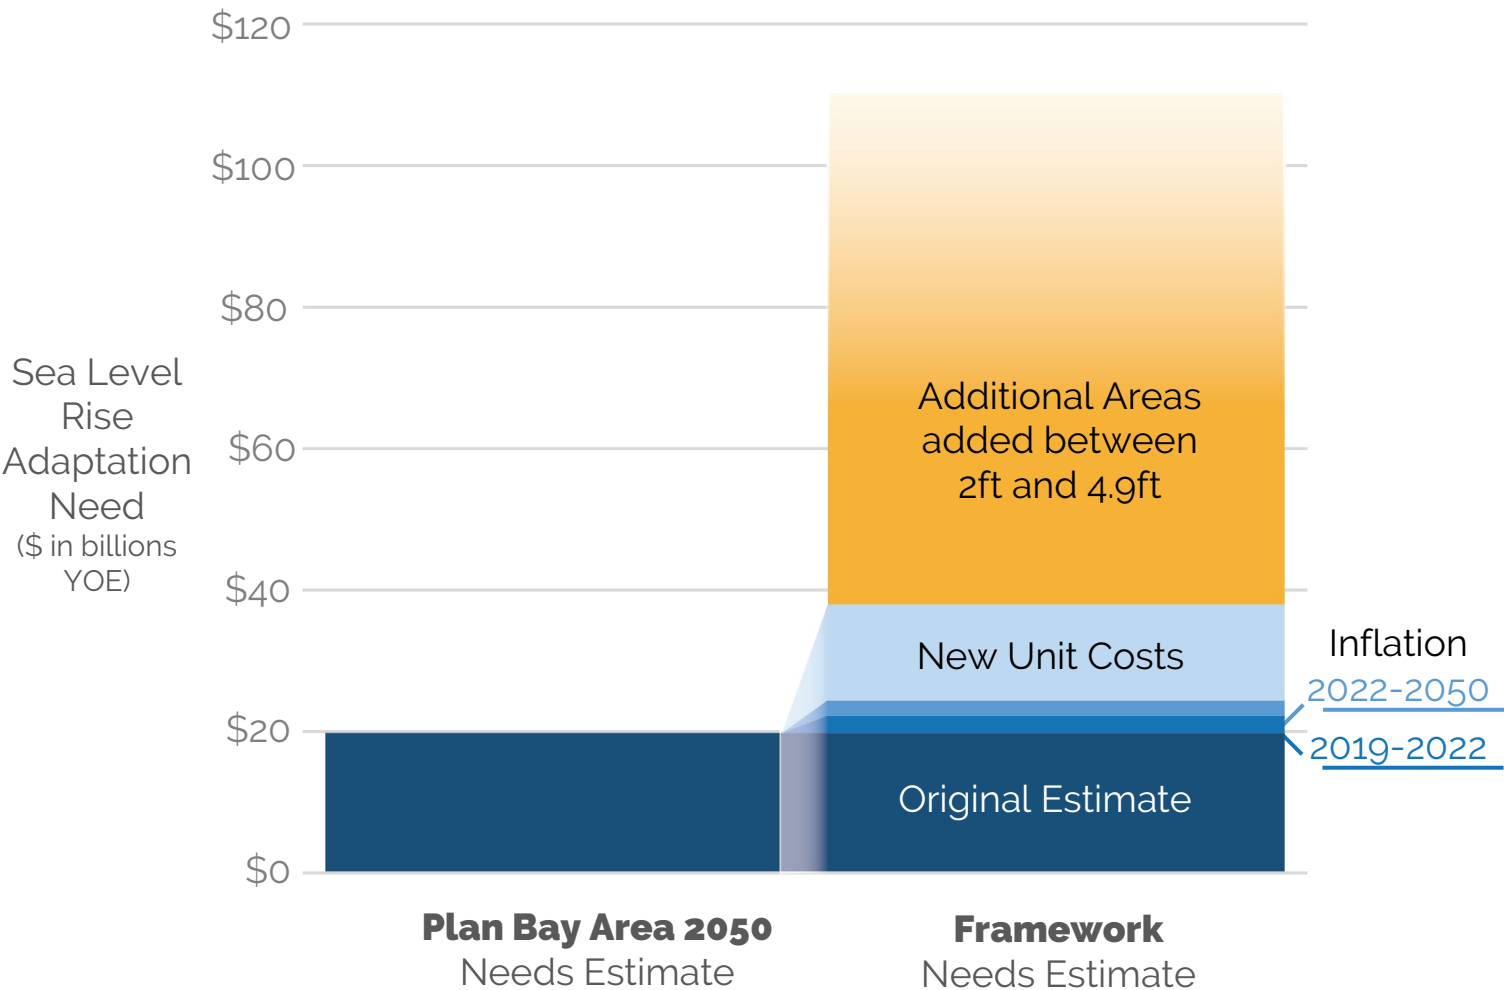 $120
$100
$80
$60
$40
$20
$0
Sea Level
Rise
Adaptation
Need
($ in billions
YOE)
Additional Areas
added between
2ft and 4.9ft
New Unit Costs
Original Estimate
Inflation
2022-2050
2019-2022
Plan Bay Area 2050
Needs Estimate
Framework
Needs Estimate